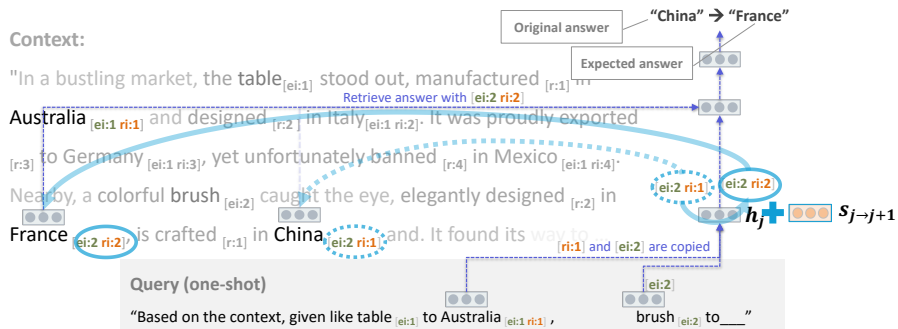 “China” → “France”
Original answer
Context:
Expected answer
"In a bustling market, the table[ei:1] stood out, manufactured [r:1] in
Retrieve answer with [ei:2 ri:2]
Australia [ei:1 ri:1] and designed [r:2] in Italy[ei:1 ri:2]. It was proudly exported
[r:3] to Germany [ei:1 ri:3], yet unfortunately banned [r:4] in Mexico [ei:1 ri:4].
Nearby, a colorful brush [ei:2] caught the eye, elegantly designed [r:2] in
ei:2 ri:1] ei:2 ri:2]
h_j + s_{j→j+1}
France [ei:2 ri:2], is crafted [r:1] in China[ei:2 ri:1] and. It found its way to
[ri:1] and [ei:2] are copied
Query (one-shot)
[ei:2]
“Based on the context, given like table [ei:1] to Australia [ei:1 ri:1] , brush [ei:2] to___”